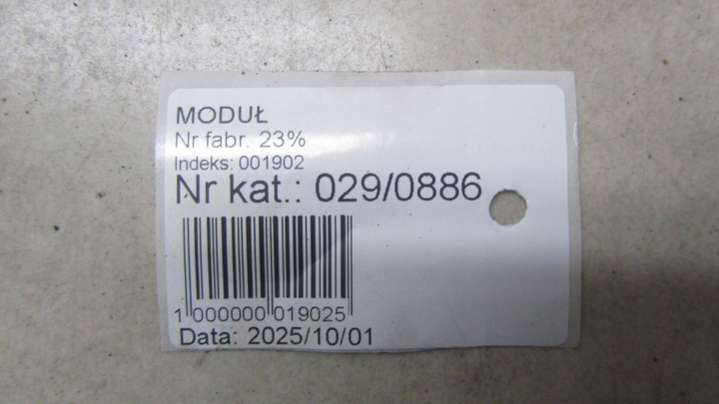 MODUŁ
Nr fabr. 23%
Indeks: 001902
Nr kat.: 029/0886
1 000000 019025
Data: 2025/10/01